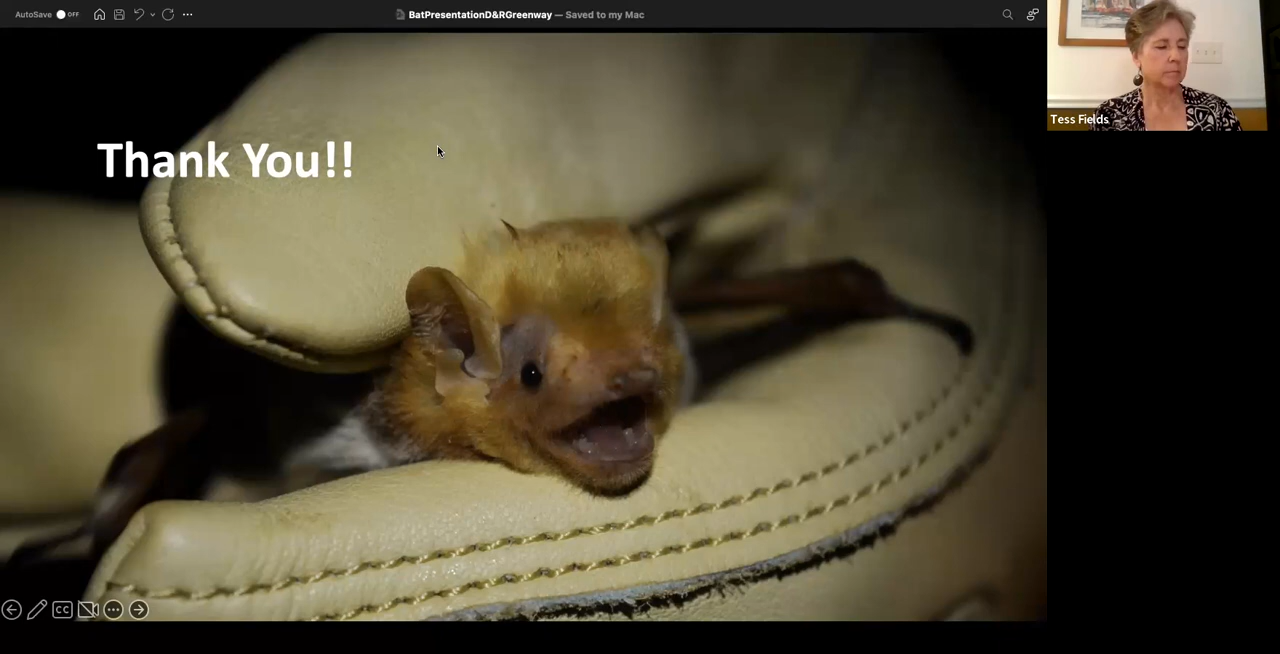 AutoSave OFF
BatPresentationD&RGreenway — Saved to my Mac
Thank You!!
CC
Tess Fields